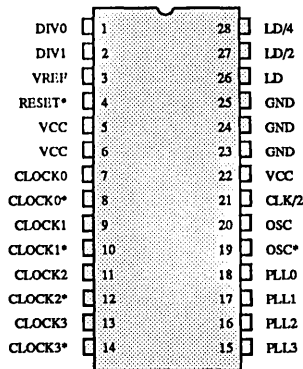 DIV0 1 28 LD/4
DIV1 2 27 LD/2
VREF 3 26 LD
RESET* 4 25 GND
VCC 5 24 GND
VCC 6 23 GND
CLOCK0 7 22 VCC
CLOCK0* 8 21 CLK/2
CLOCK1 9 20 OSC
CLOCK1* 10 19 OSC*
CLOCK2 11 18 PLL0
CLOCK2* 12 17 PLL1
CLOCK3 13 16 PLL2
CLOCK3* 14 15 PLL3